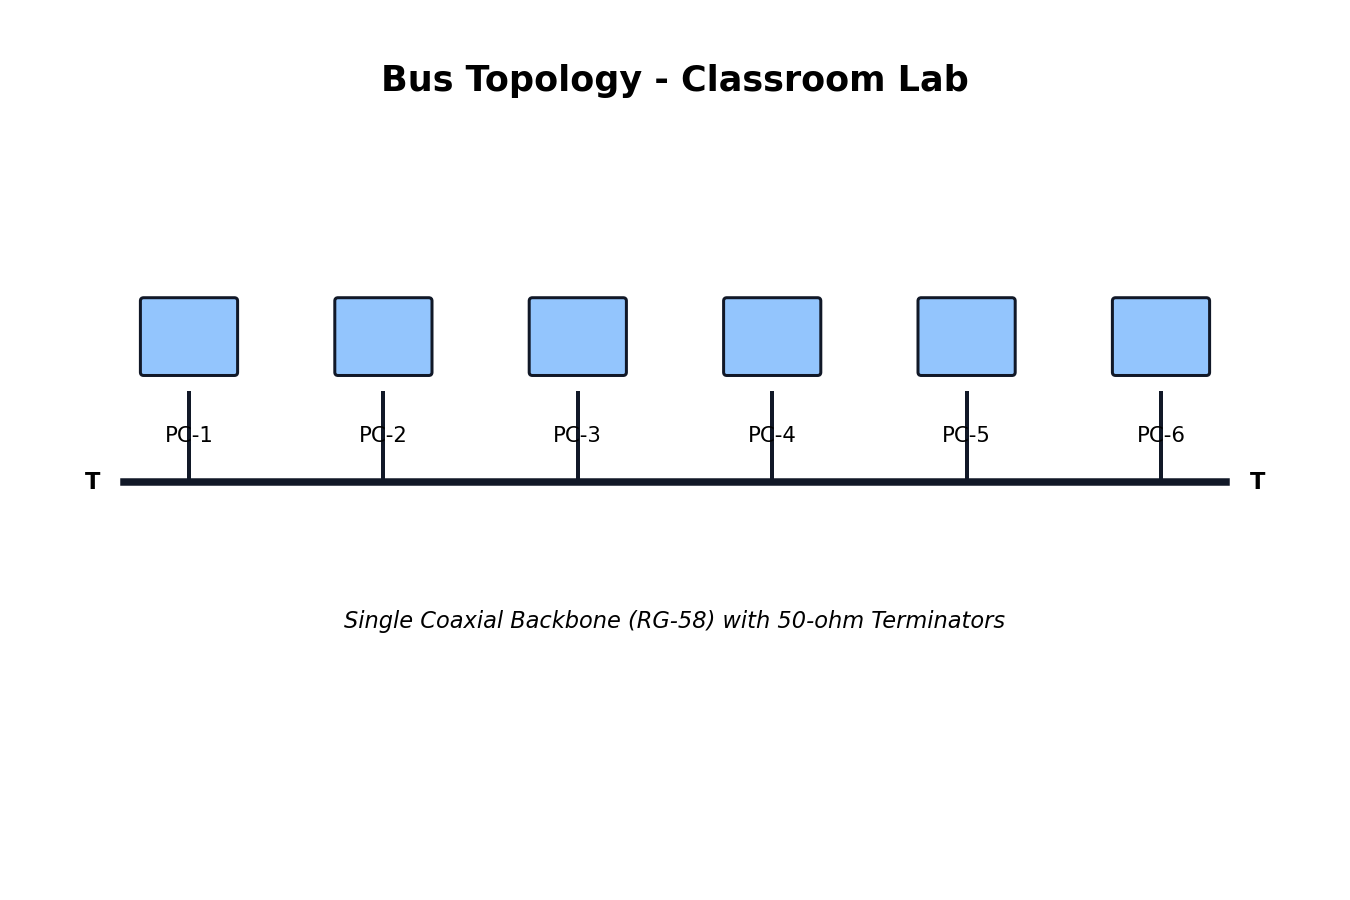 Bus Topology - Classroom Lab
PC-1 PC-2 PC-3 PC-4 PC-5 PC-6
T T
Single Coaxial Backbone (RG-58) with 50-ohm Terminators